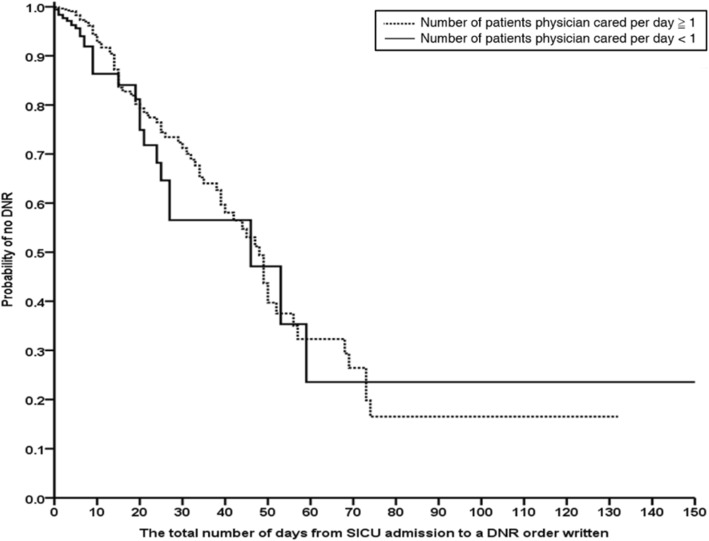 Number of patients physician cared per day ≧ 1
Number of patients physician cared per day < 1
Probability of no DNR
1.0
0.9
0.8
0.7
0.6
0.5
0.4
0.3
0.2
0.1
0.0
0 10 20 30 40 50 60 70 80 90 100 110 120 130 140 150
The total number of days from SICU admission to a DNR order written